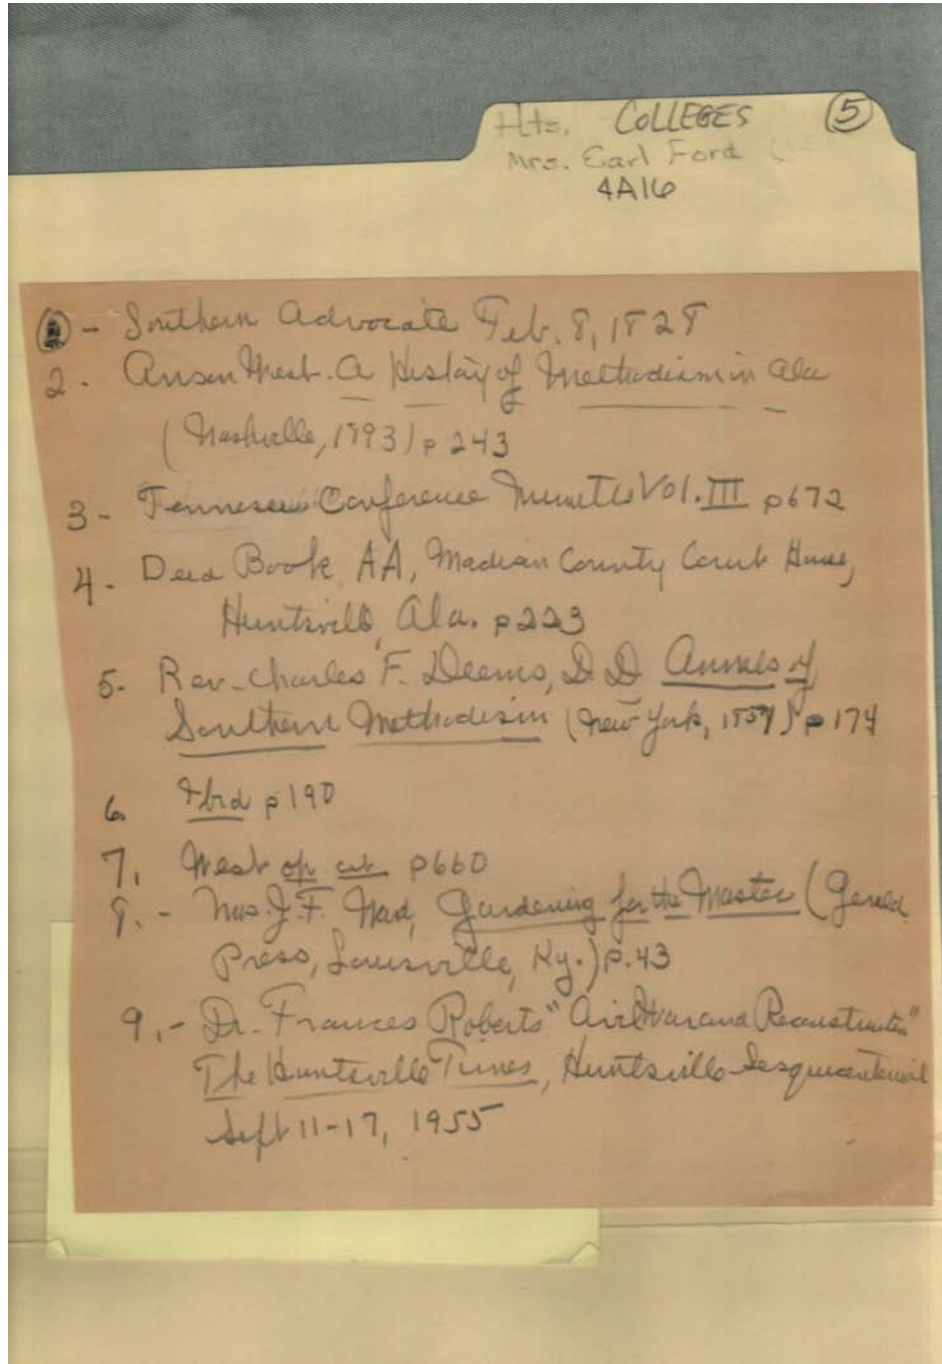 Hts. COLLEGES (5)
Mrs. Earl Ford
4A16
- Southern Advocate Feb. 8, 1828
2. Anson West. A History of Methodism in Ala
(Nashville, 1893) p 243
3- Tennessee Conference Minutes Vol. III p672
4. Deed Book AA, Madison County Court House,
Huntsville, Ala. p223
5. Rev. Charles F. Deems, D.D. Annals of
Southern Methodism (New York, 1857) p 174
6. Ibid p 190
7. West op cit p660
8. - Mrs. J. F. Gardening for the Master (
Press, Louisville, Ky.) p.43
9.- Dr. Frances Roberts "Civil War and Reconstruction"
The Huntsville Times, Huntsville Sesquicentennial
Sept 11-17, 1955